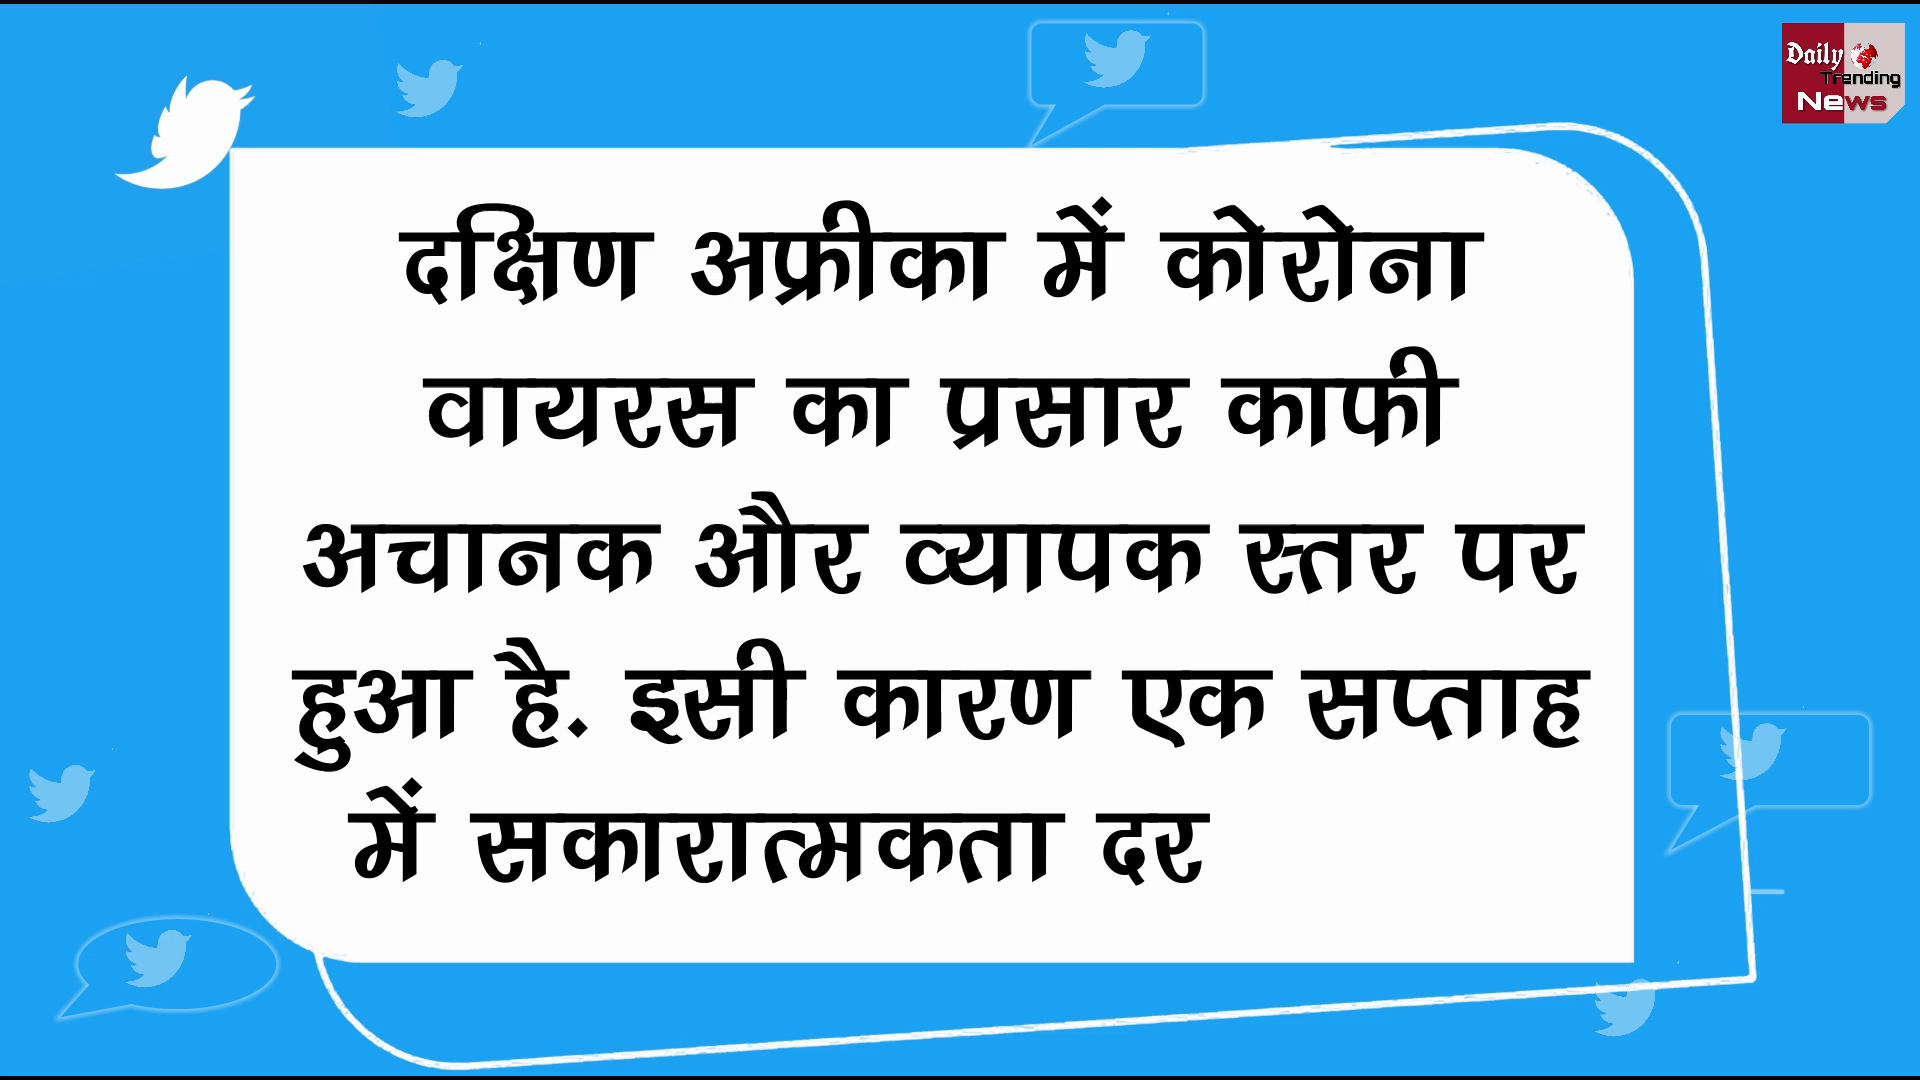 Daily
Trending
News
दक्षिण अफ्रीका में कोरोना
वायरस का प्रसार काफी
अचानक और व्यापक स्तर पर
हुआ है. इसी कारण एक सप्ताह
में सकारात्मकता दर